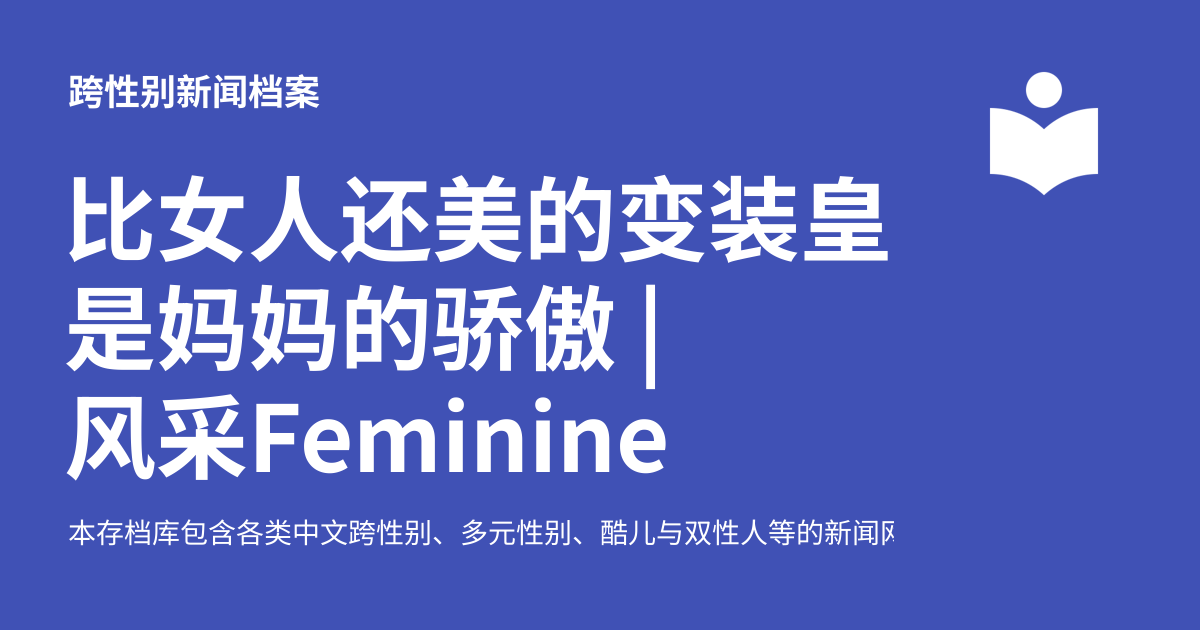 跨性别新闻档案
比女人还美的变装皇
是妈妈的骄傲 |
风采Feminine
本存档库包含各类中文跨性别、多元性别、酷儿与双性人等的新闻